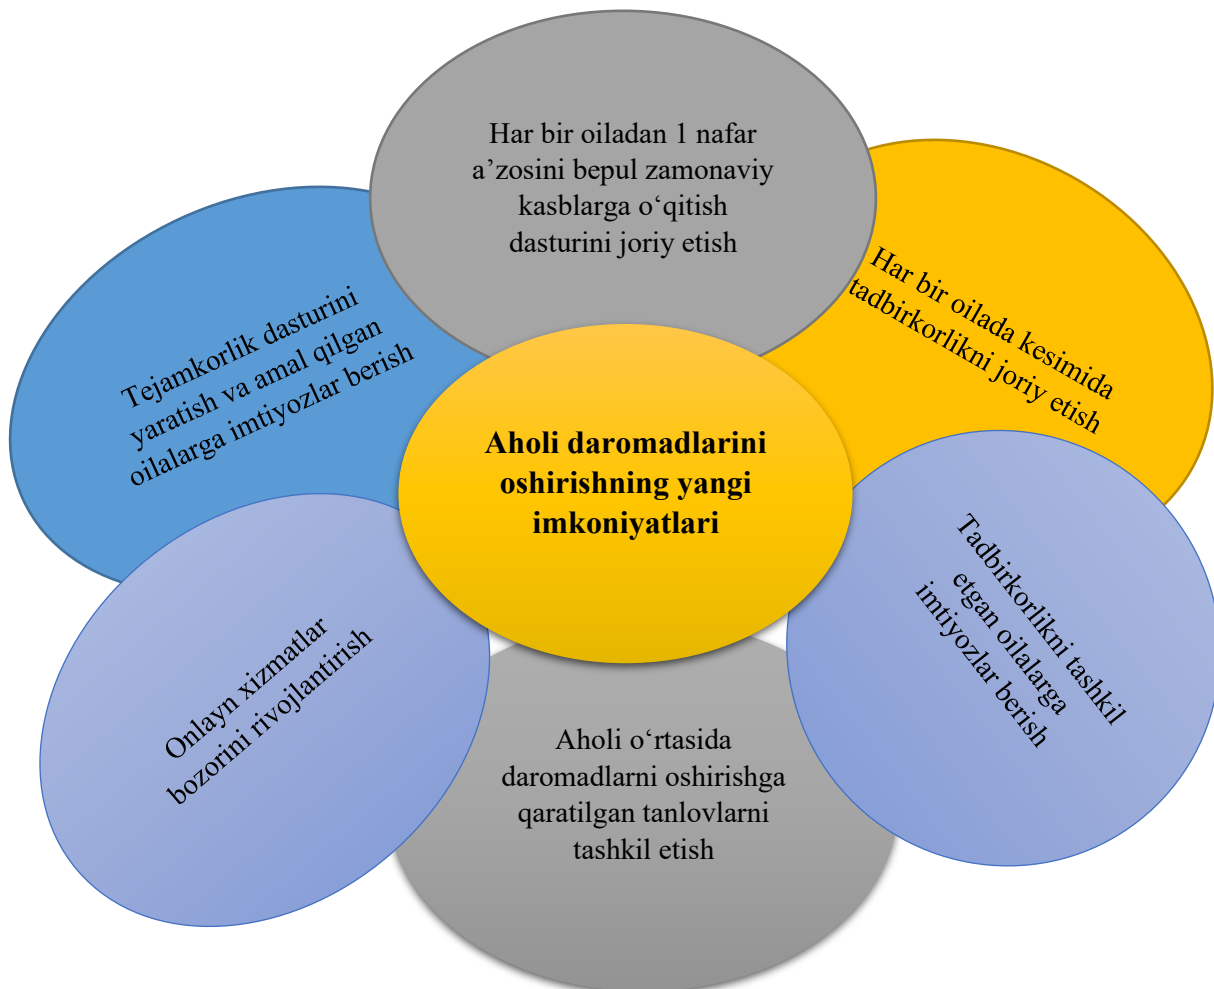 Har bir oiladan 1 nafar
a’zosini bepul zamonaviy
kasblarga o‘qitish
dasturini joriy etish
Har bir oilada kesimida
tadbirkorlikni joriy etish
Tejamkorlik dasturini
yaratish va amal qilgan
oilalarga imtiyozlar berish
Aholi daromadlarini
oshirishning yangi
imkoniyatlari
Tadbirkorlikni tashkil
etgan oilalarga
imtiyozlar berish
Onlayn xizmatlar
bozorini rivojlantirish
Aholi o‘rtasida
daromadlarni oshirishga
qaratilgan tanlovlarni
tashkil etish